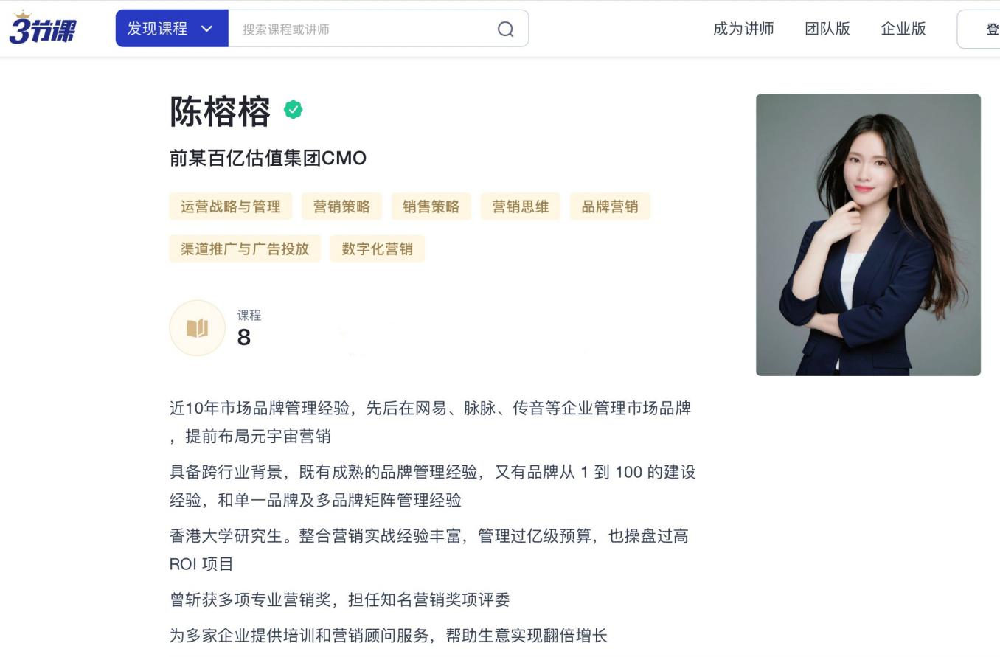 3节课
发现课程
搜索课程或讲师
成为讲师
团队版
企业版
登
陈榕榕
前某百亿估值集团CMO
运营战略与管理
营销策略
销售策略
营销思维
品牌营销
渠道推广与广告投放
数字化营销
课程
8
近10年市场品牌管理经验，先后在网易、脉脉、传音等企业管理市场品牌
，提前布局元宇宙营销
具备跨行业背景，既有成熟的品牌管理经验，又有品牌从 1 到 100 的建设
经验，和单一品牌及多品牌矩阵管理经验
香港大学研究生。整合营销实战经验丰富，管理过亿级预算，也操盘过高
ROI 项目
曾斩获多项专业营销奖，担任知名营销奖项评委
为多家企业提供培训和营销顾问服务，帮助生意实现翻倍增长